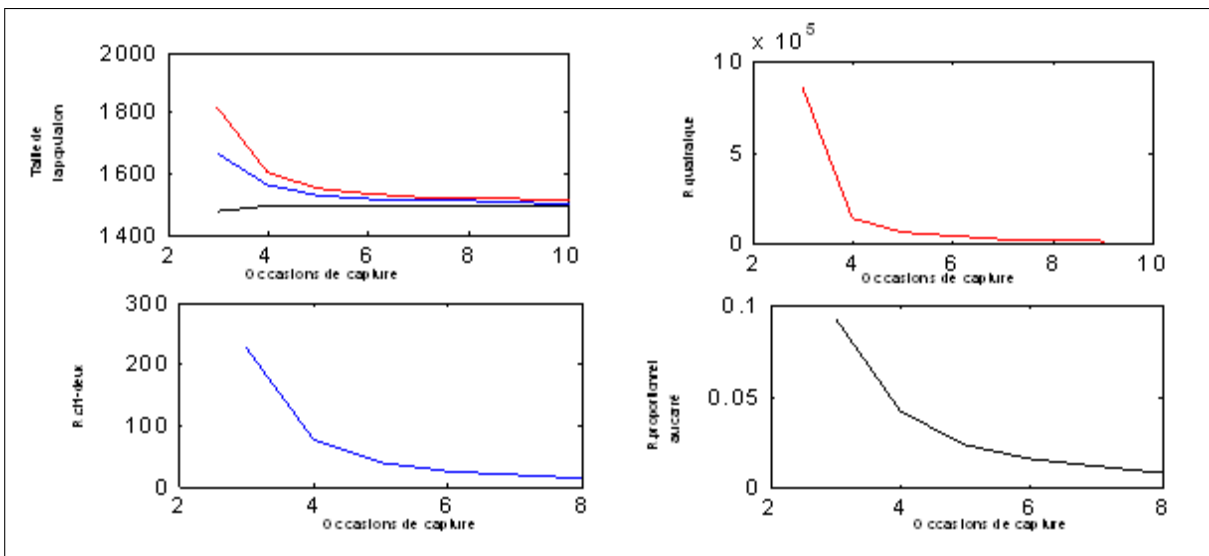 2000
1800
1600
1400
2
4
6
8
10
Taille de
la population
Occasions de capture
x 10^5
10
5
0
2
4
6
8
10
R quadratique
Occasions de capture
300
200
100
0
2
4
6
8
R chi-deux
Occasions de capture
0.1
0.05
0
2
4
6
8
R proportionnel
au carré
Occasions de capture